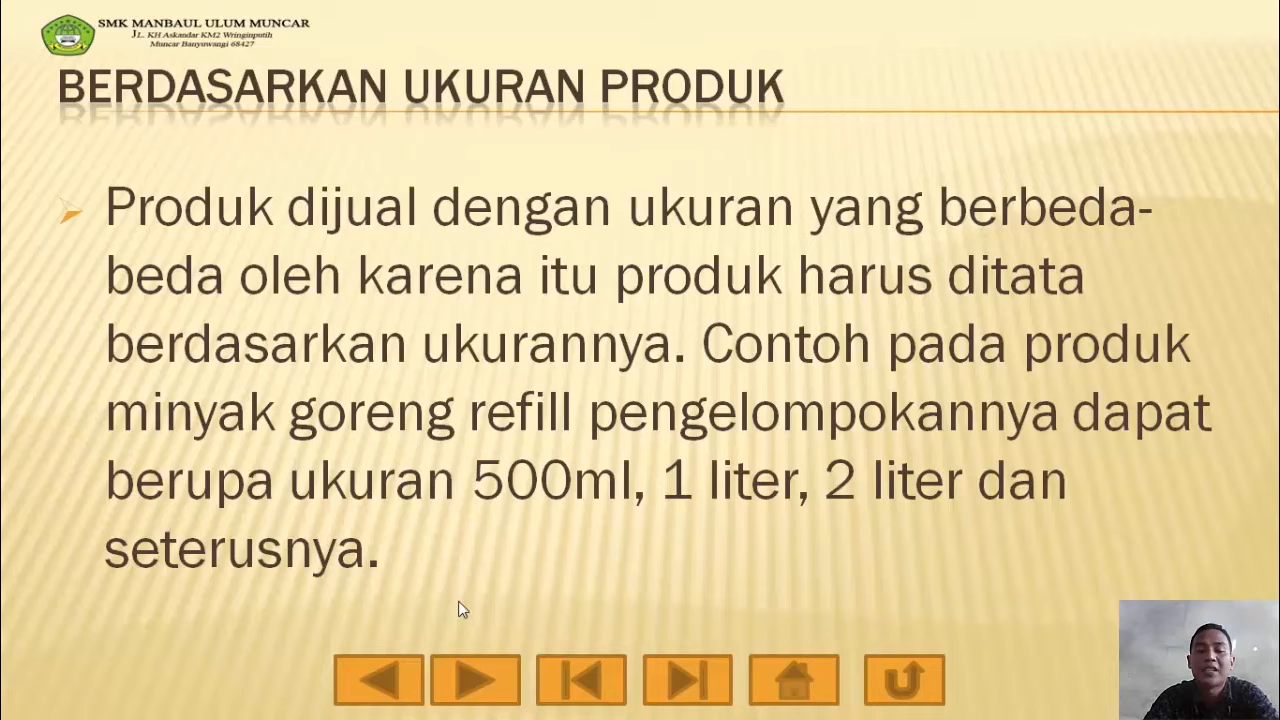 SMK MANBAUL ULUM MUNCAR
JL. KH Askandar KM2 Wringinputih
Muncar Banyuwangi 68427
BERDASARKAN UKURAN PRODUK
Produk dijual dengan ukuran yang berbeda-
beda oleh karena itu produk harus ditata
berdasarkan ukurannya. Contoh pada produk
minyak goreng refill pengelompokannya dapat
berupa ukuran 500ml, 1 liter, 2 liter dan
seterusnya.